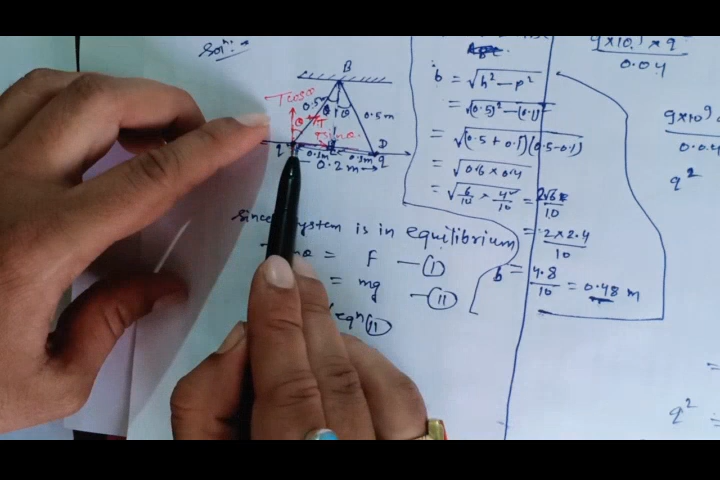 Solⁿ:
B
Tcosθ
0.5
θ θ
0.5 m
θ
T
Tsinθ
D
q
0.1m
0.1m
q
0.2 m
since system is in equilibrium
= F —(I)
= mg —(II)
eqⁿ (II)
b = √(h² – p²)
= √((0.5)² – (0.1)²)
= √((0.5 + 0.1)(0.5-0.1))
= √(0.6 × 0.4)
= √(6/10 × 4/10) = 2√6/10
= 2 × 2.4/10
b = 4.8/10 = 0.48 m
0.04
9×10⁹
0.04
q²
=
q² =